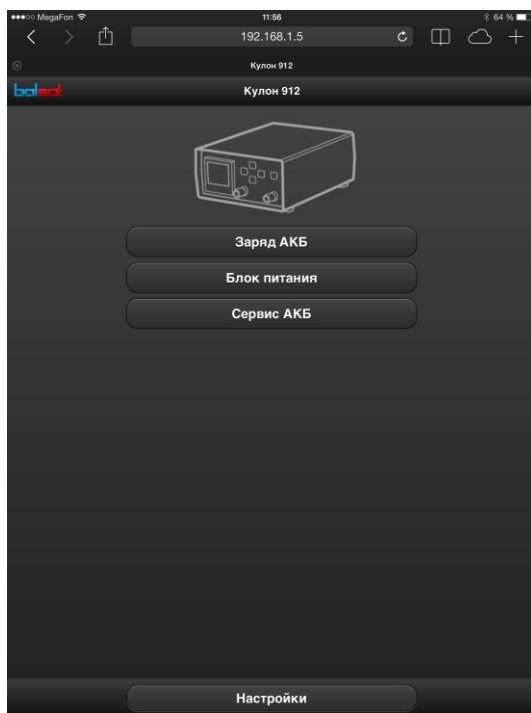 MegaFon 11:56 64 %
192.168.1.5
Кулон 912
balsat Кулон 912
Заряд АКБ
Блок питания
Сервис АКБ
Настройки